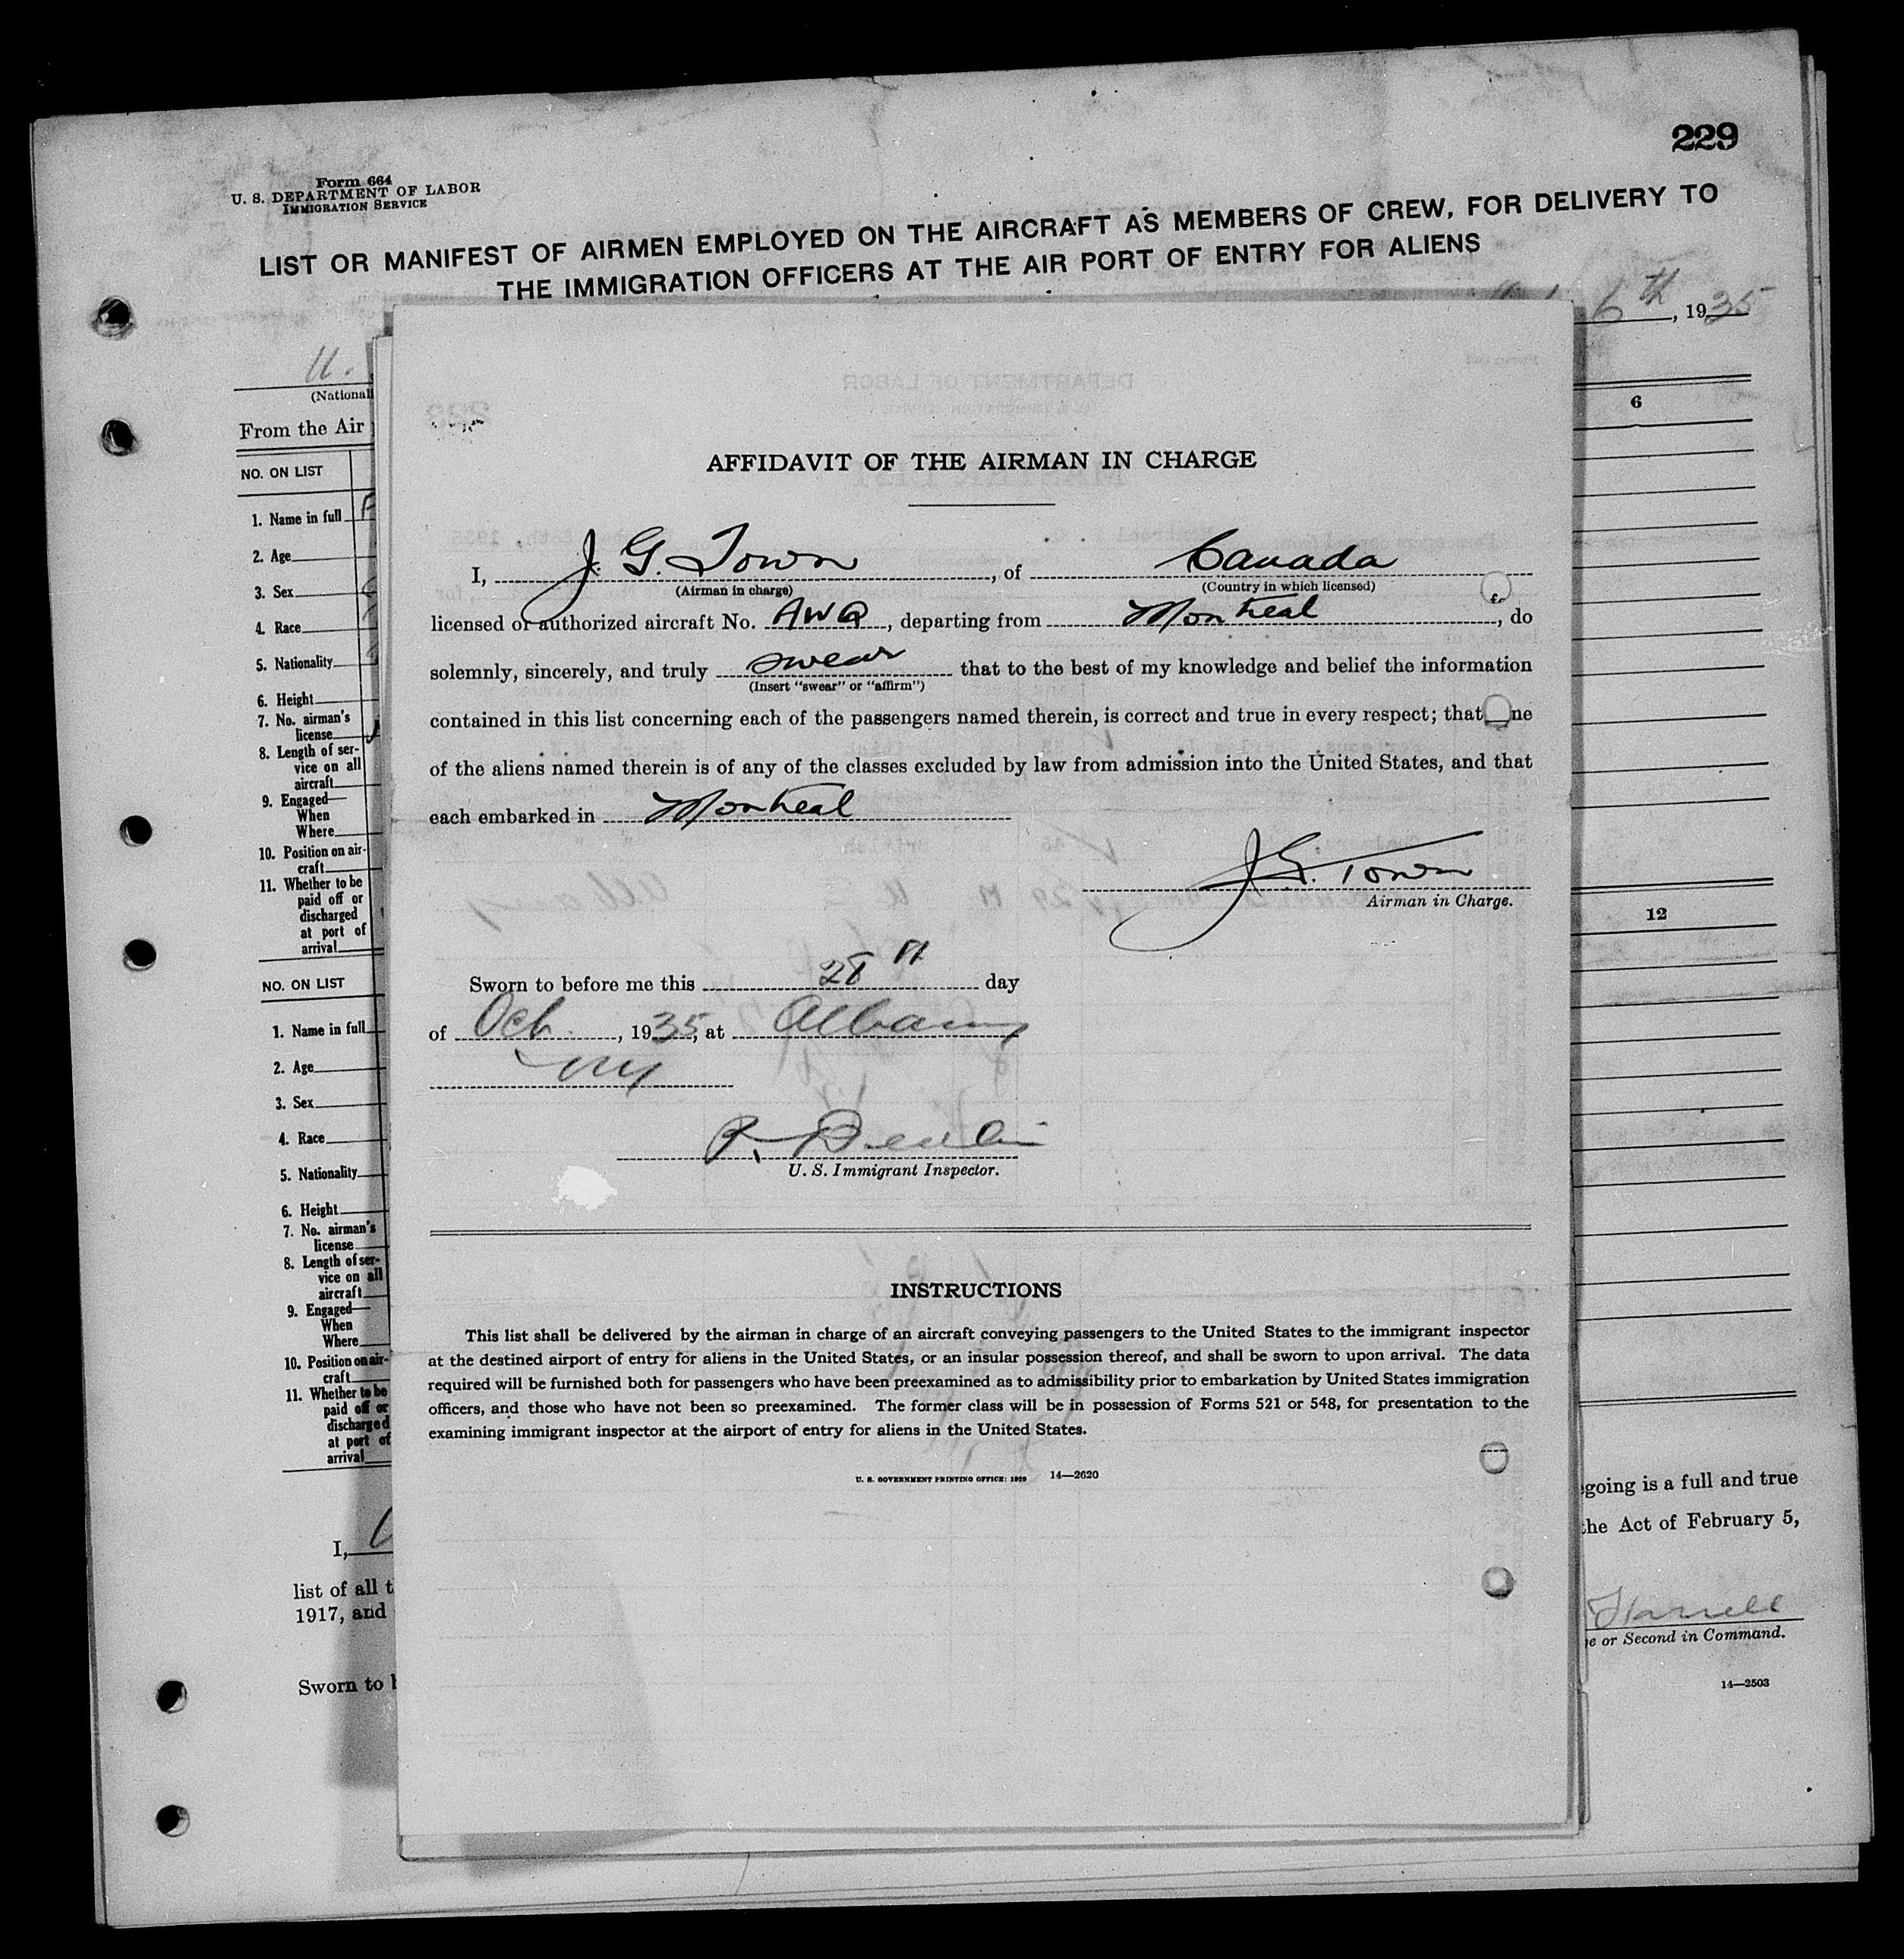 229
Form 664
U. S. DEPARTMENT OF LABOR
IMMIGRATION SERVICE
LIST OR MANIFEST OF AIRMEN EMPLOYED ON THE AIRCRAFT AS MEMBERS OF CREW, FOR DELIVERY TO
THE IMMIGRATION OFFICERS AT THE AIR PORT OF ENTRY FOR ALIENS
6th, 1935
U.
(National
From the Air
NO. ON LIST
1. Name in full
2. Age
3. Sex
4. Race
5. Nationality
6. Height
7. No. airman's
license
8. Length of ser-
vice on all
aircraft
9. Engaged—
When
Where
10. Position on air-
craft
11. Whether to be
paid off or
discharged
at port of
arrival
NO. ON LIST
1. Name in full
2. Age
3. Sex
4. Race
5. Nationality
6. Height
7. No. airman's
license
8. Length of ser-
vice on all
aircraft
9. Engaged—
When
Where
10. Position on air-
craft
11. Whether to be
paid off or
discharged
at port of
arrival
I,
list of all t
1917, and
Sworn to b
AFFIDAVIT OF THE AIRMAN IN CHARGE
I, J. G. Town, of Canada
(Airman in charge) (Country in which licensed)
licensed or authorized aircraft No. AWQ, departing from Montreal, do
solemnly, sincerely, and truly swear that to the best of my knowledge and belief the information
(Insert "swear" or "affirm")
contained in this list concerning each of the passengers named therein, is correct and true in every respect; that ne
of the aliens named therein is of any of the classes excluded by law from admission into the United States, and that
each embarked in Montreal
J. G. Town
Airman in Charge.
Sworn to before me this 28th day
of Oct., 1935, at Albany
NY
U. S. Immigrant Inspector.
INSTRUCTIONS
This list shall be delivered by the airman in charge of an aircraft conveying passengers to the United States to the immigrant inspector
at the destined airport of entry for aliens in the United States, or an insular possession thereof, and shall be sworn to upon arrival. The data
required will be furnished both for passengers who have been preexamined as to admissibility prior to embarkation by United States immigration
officers, and those who have not been so preexamined. The former class will be in possession of Forms 521 or 548, for presentation to the
examining immigrant inspector at the airport of entry for aliens in the United States.
U. S. GOVERNMENT PRINTING OFFICE: 1929 14—2620
6
12
going is a full and true
the Act of February 5,
ge or Second in Command.
14—2503